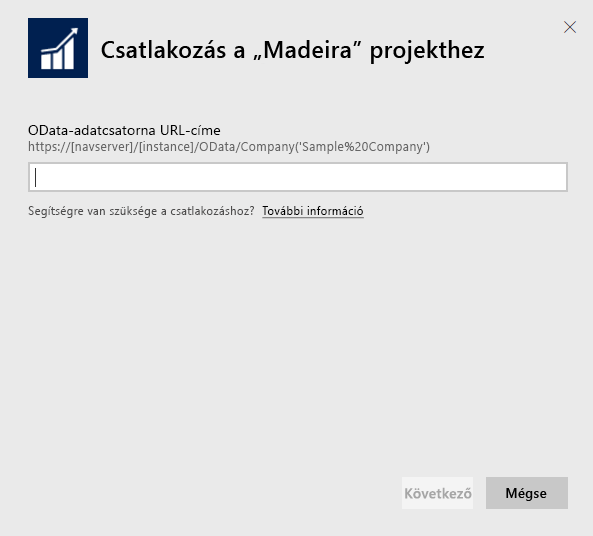 Csatlakozás a „Madeira” projekthez
OData-adatcsatorna URL-címe
https://[navserver]/[instance]/OData/Company('Sample%20Company')
Segítségre van szüksége a csatlakozáshoz? További információ
Következő Mégse